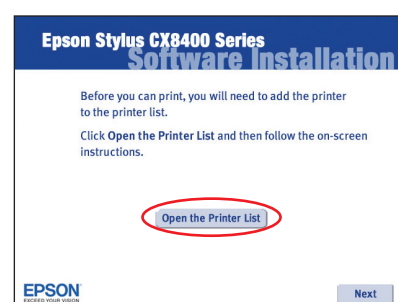 Epson Stylus CX8400 Series
Software Installation
Before you can print, you will need to add the printer
to the printer list.
Click Open the Printer List and then follow the on-screen
instructions.
Open the Printer List
EPSON
EXCEED YOUR VISION
Next